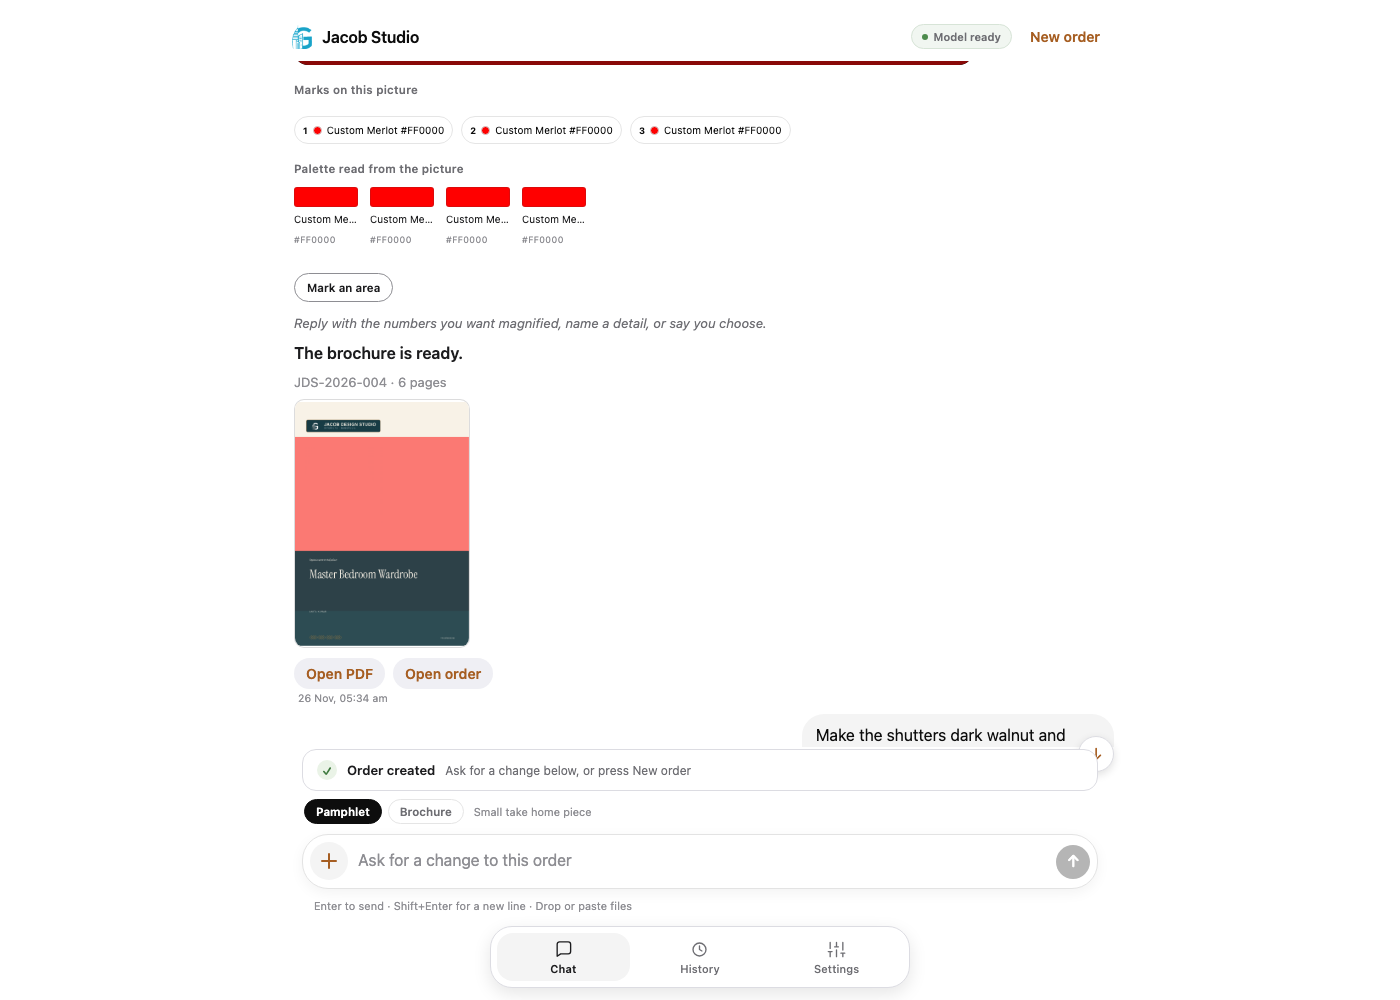 Jacob Studio
Model ready
New order
Marks on this picture
1 Custom Merlot #FF0000
2 Custom Merlot #FF0000
3 Custom Merlot #FF0000
Palette read from the picture
Custom Me... Custom Me... Custom Me... Custom Me...
#FF0000 #FF0000 #FF0000 #FF0000
Mark an area
Reply with the numbers you want magnified, name a detail, or say you choose.
The brochure is ready.
JDS-2026-004 · 6 pages
JACOB DESIGN STUDIO
Master Bedroom Wardrobe
Open PDF
Open order
26 Nov, 05:34 am
Make the shutters dark walnut and
Order created Ask for a change below, or press New order
Pamphlet Brochure Small take home piece
Ask for a change to this order
Enter to send · Shift+Enter for a new line · Drop or paste files
Chat History Settings